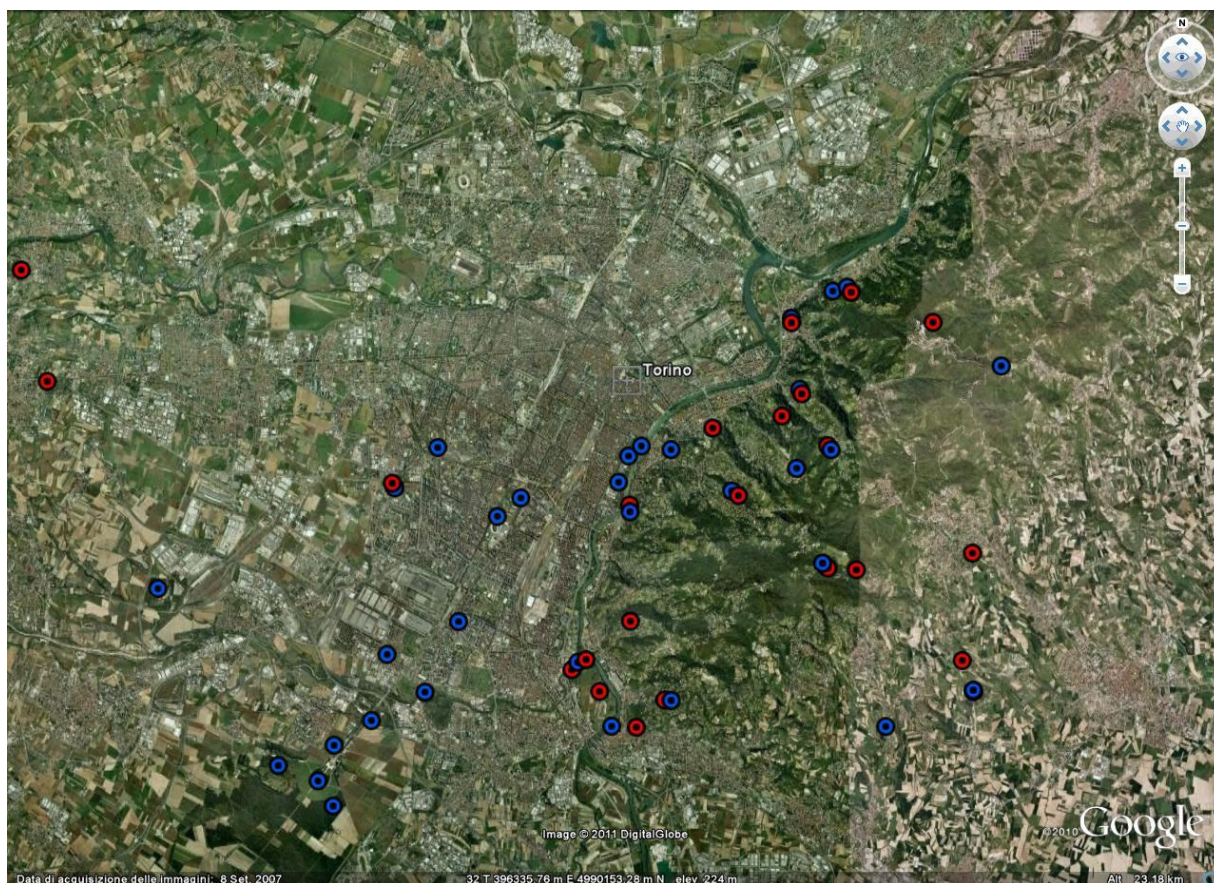 N
Torino
Image © 2011 DigitalGlobe
©2010 Google
Data di acquisizione delle immagini: 8 Set, 2007
32 T 396335.76 m E 4990153.28 m N elev 224 m
Alt 23.18 km